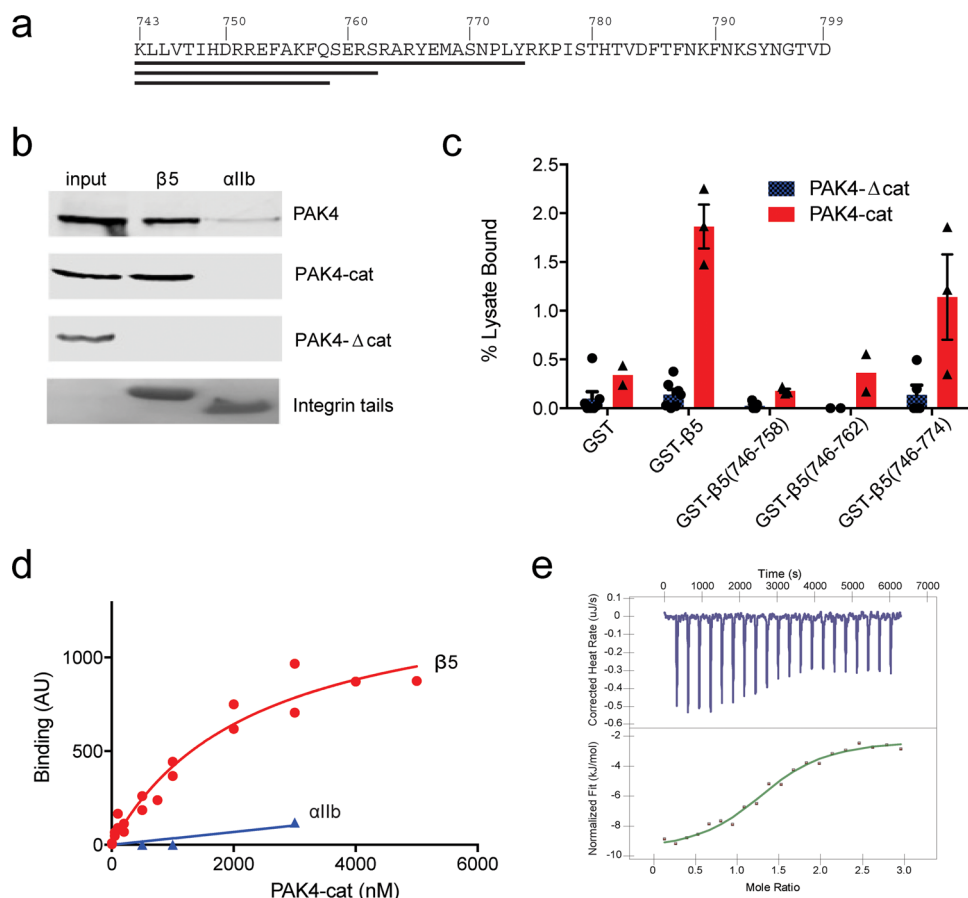 a
743 750 760 770 780 790 799
KLLVTIHDRREFAKFQSERSRARYEMASNPLYRKPISTHTVDFTFNKFNKSYNGTVD
b
input β5 αIIb
PAK4
PAK4-cat
PAK4-Δcat
Integrin tails
c
% Lysate Bound
2.5
2.0
1.5
1.0
0.5
0.0
PAK4-Δcat
PAK4-cat
GST
GST-β5
GST-β5(746-758)
GST-β5(746-762)
GST-β5(746-774)
d
Binding (AU)
1000
500
0
β5
αIIb
0 2000 4000 6000
PAK4-cat (nM)
e
Time (s)
0 1000 2000 3000 4000 5000 6000 7000
Corrected Heat Rate (uJ/s)
0.1
0
-0.1
-0.2
-0.3
-0.4
-0.5
-0.6
Normalized Fit (kJ/mol)
-2
-4
-6
-8
-10
0 0.5 1.0 1.5 2.0 2.5 3.0
Mole Ratio